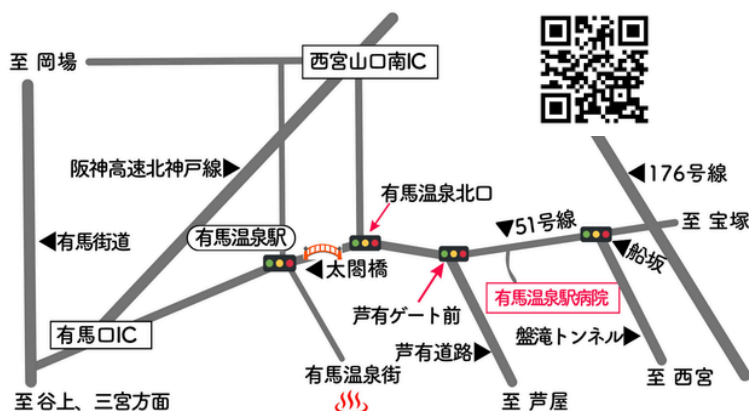 至 岡場
西宮山口南IC
阪神高速北神戸線▶
◀176号線
有馬温泉北口
◀有馬街道
有馬温泉駅
▼51号線
至 宝塚
◀太閤橋
◀船坂
有馬温泉駅病院
芦有ゲート前
有馬口IC
盤滝トンネル▶
芦有道路▶
有馬温泉街
至 西宮
至谷上、三宮方面
至 芦屋